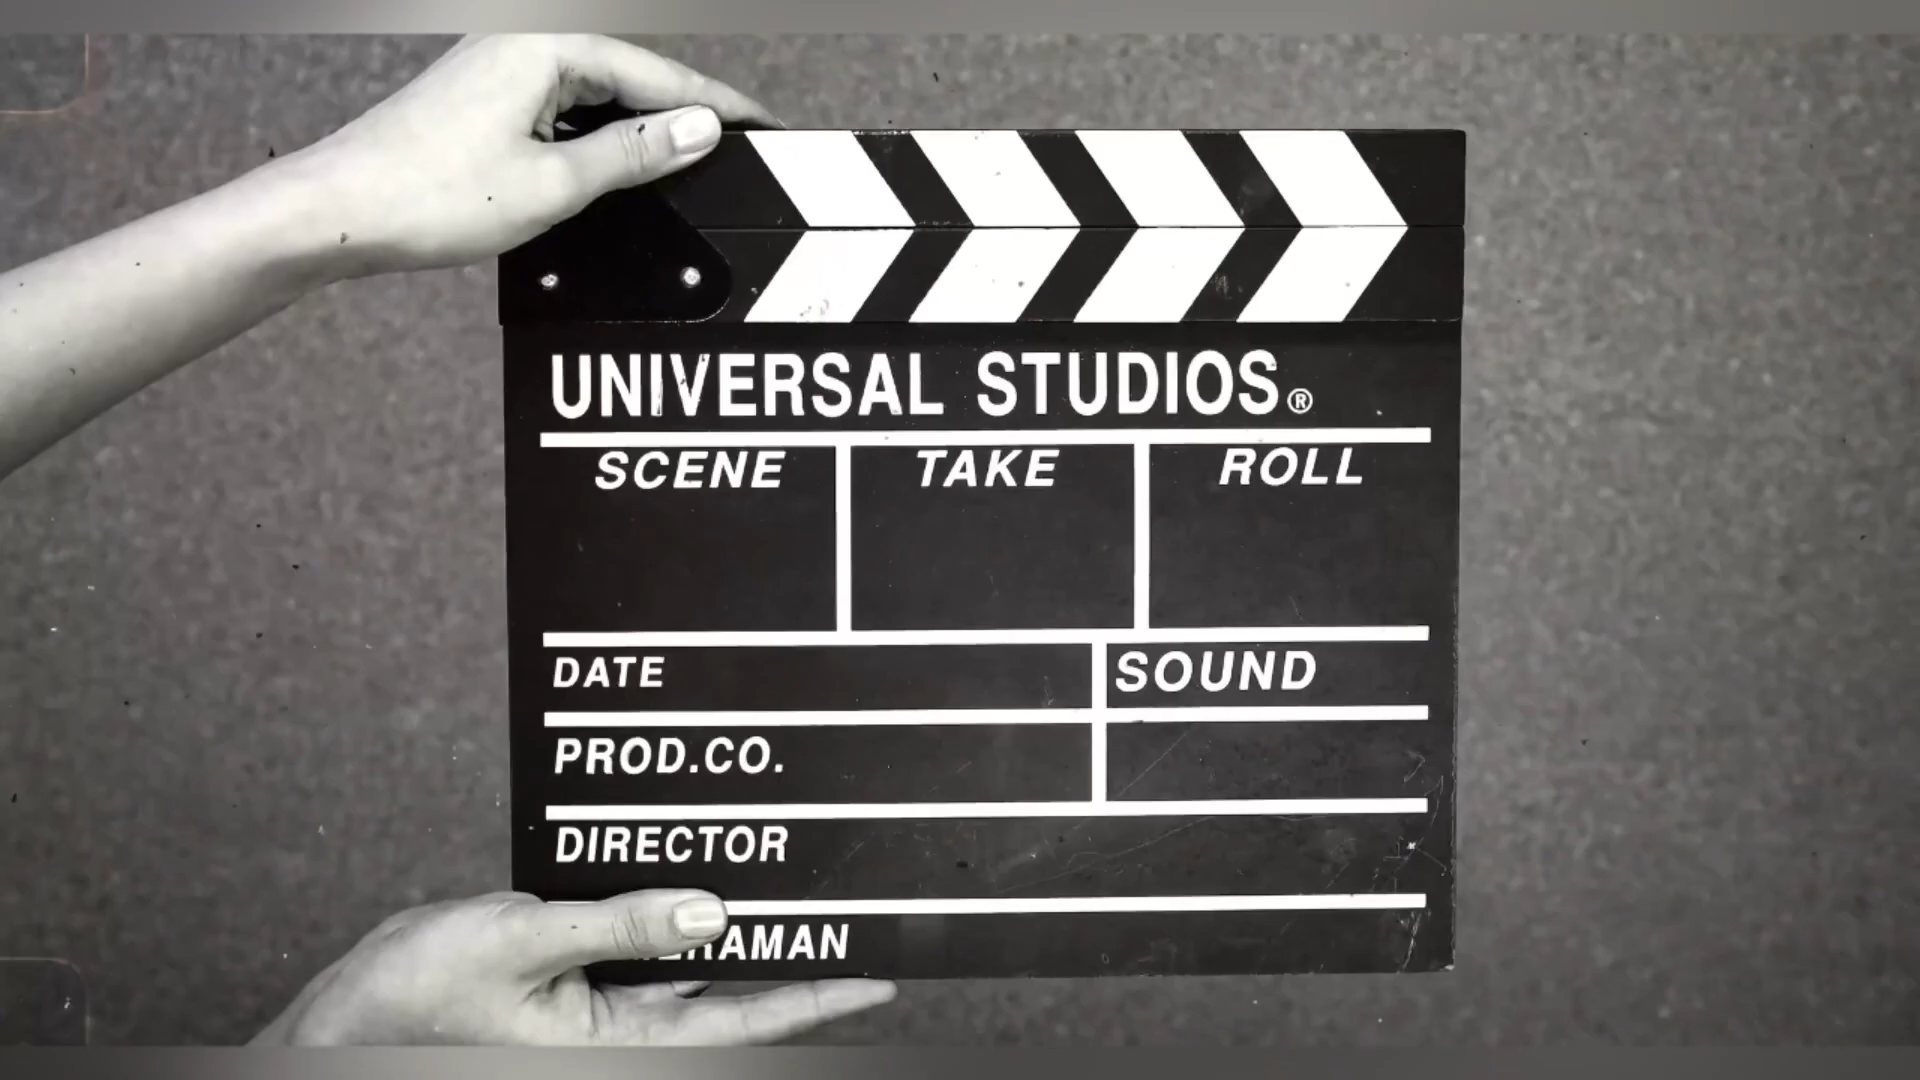 UNIVERSAL STUDIOS®
SCENE TAKE ROLL
DATE SOUND
PROD.CO.
DIRECTOR